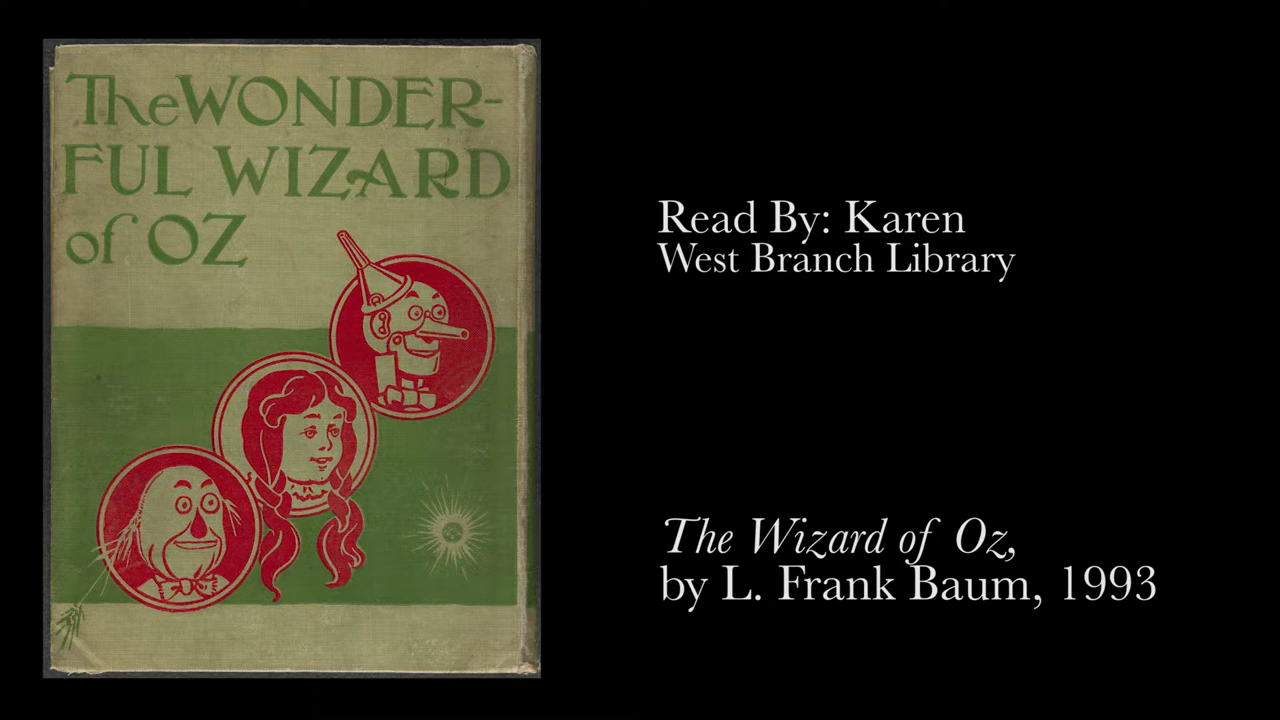 The WONDER-
FUL WIZARD
of OZ
Read By: Karen
West Branch Library
The Wizard of Oz,
by L. Frank Baum, 1993